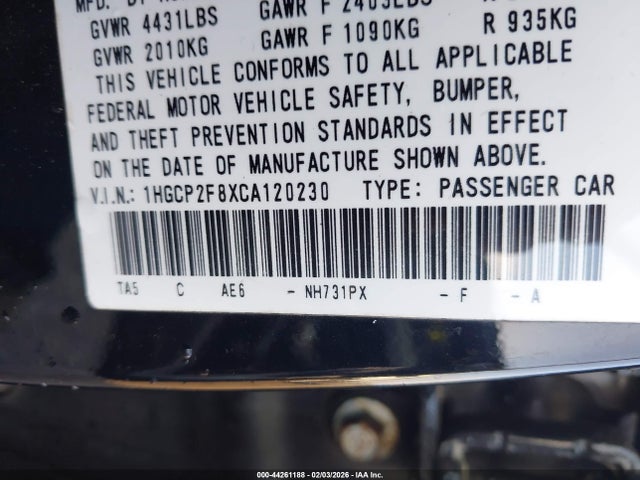 GVWR 4431LBS GAWR F 2403LBS
GVWR 2010KG GAWR F 1090KG R 935KG
THIS VEHICLE CONFORMS TO ALL APPLICABLE
FEDERAL MOTOR VEHICLE SAFETY, BUMPER,
AND THEFT PREVENTION STANDARDS IN EFFECT
ON THE DATE OF MANUFACTURE SHOWN ABOVE.
V.I.N.: 1HGCP2F8XCA120230 TYPE: PASSENGER CAR
TA5 C AE6 - NH731PX - F - A
000-44261188 - 02/03/2026 - IAA Inc.